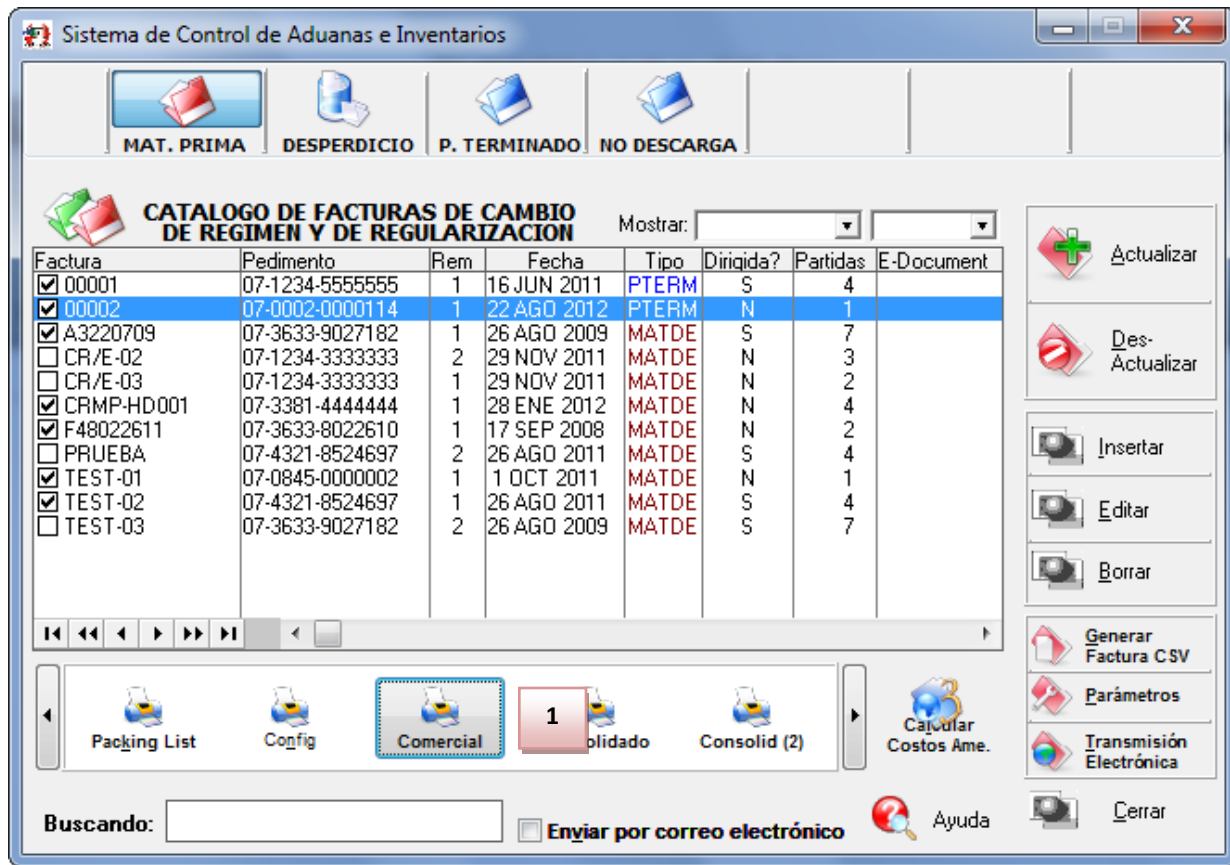 Sistema de Control de Aduanas e Inventarios
MAT. PRIMA DESPERDICIO P. TERMINADO NO DESCARGA
CATALOGO DE FACTURAS DE CAMBIO
DE REGIMEN Y DE REGULARIZACION
Mostrar:
Factura Pedimento Rem Fecha Tipo Dirigida? Partidas E-Document
00001 07-1234-5555555 1 16 JUN 2011 PTERM S 4
00002 07-0002-0000114 1 22 AGO 2012 PTERM N 1
A3220709 07-3633-9027182 1 26 AGO 2009 MATDE S 7
CR/E-02 07-1234-3333333 2 29 NOV 2011 MATDE N 3
CR/E-03 07-1234-3333333 1 29 NOV 2011 MATDE N 2
CRMP-HD001 07-3381-4444444 1 28 ENE 2012 MATDE N 4
F48022611 07-3633-8022610 1 17 SEP 2008 MATDE N 2
PRUEBA 07-4321-8524697 2 26 AGO 2011 MATDE S 4
TEST-01 07-0845-0000002 1 1 OCT 2011 MATDE N 1
TEST-02 07-4321-8524697 1 26 AGO 2011 MATDE S 4
TEST-03 07-3633-9027182 2 26 AGO 2009 MATDE S 7
Actualizar
Des-
Actualizar
Insertar
Editar
Borrar
Generar
Factura CSV
Parámetros
Transmisión
Electrónica
Cerrar
Packing List Config Comercial 1 olidado Consolid (2)
Calcular
Costos Ame.
Buscando:
Enviar por correo electrónico
Ayuda